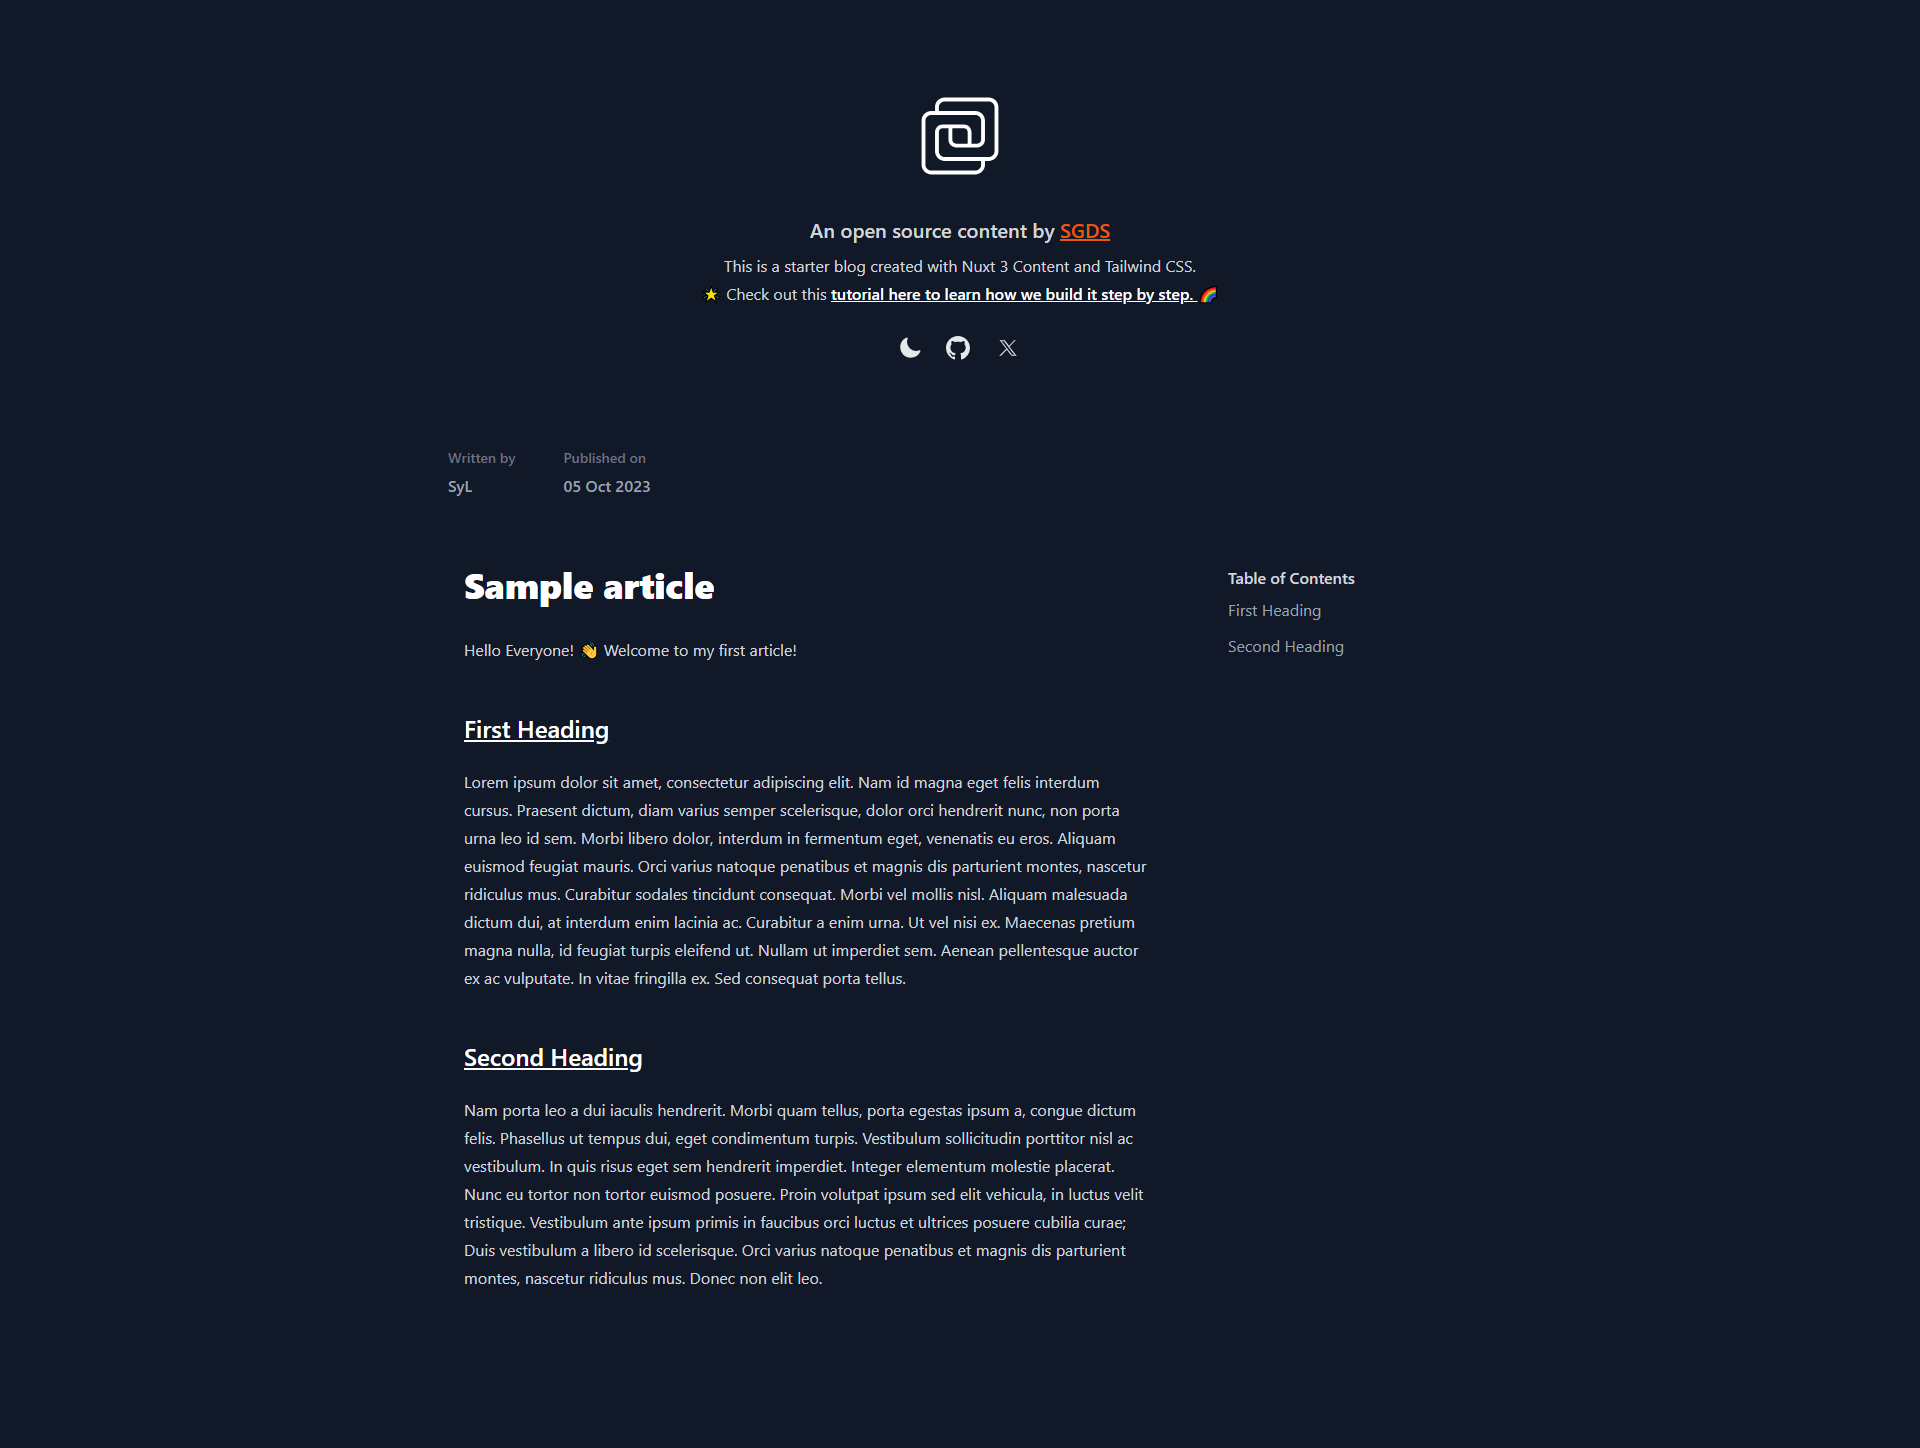 An open source content by SGDS
This is a starter blog created with Nuxt 3 Content and Tailwind CSS.
🌟 Check out this tutorial here to learn how we build it step by step. 🌈
Written by
SyL
Published on
05 Oct 2023
Sample article
Hello Everyone! 👋 Welcome to my first article!
First Heading
Lorem ipsum dolor sit amet, consectetur adipiscing elit. Nam id magna eget felis interdum
cursus. Praesent dictum, diam varius semper scelerisque, dolor orci hendrerit nunc, non porta
urna leo id sem. Morbi libero dolor, interdum in fermentum eget, venenatis eu eros. Aliquam
euismod feugiat mauris. Orci varius natoque penatibus et magnis dis parturient montes, nascetur
ridiculus mus. Curabitur sodales tincidunt consequat. Morbi vel mollis nisl. Aliquam malesuada
dictum dui, at interdum enim lacinia ac. Curabitur a enim urna. Ut vel nisi ex. Maecenas pretium
magna nulla, id feugiat turpis eleifend ut. Nullam ut imperdiet sem. Aenean pellentesque auctor
ex ac vulputate. In vitae fringilla ex. Sed consequat porta tellus.
Second Heading
Nam porta leo a dui iaculis hendrerit. Morbi quam tellus, porta egestas ipsum a, congue dictum
felis. Phasellus ut tempus dui, eget condimentum turpis. Vestibulum sollicitudin porttitor nisl ac
vestibulum. In quis risus eget sem hendrerit imperdiet. Integer elementum molestie placerat.
Nunc eu tortor non tortor euismod posuere. Proin volutpat ipsum sed elit vehicula, in luctus velit
tristique. Vestibulum ante ipsum primis in faucibus orci luctus et ultrices posuere cubilia curae;
Duis vestibulum a libero id scelerisque. Orci varius natoque penatibus et magnis dis parturient
montes, nascetur ridiculus mus. Donec non elit leo.
Table of Contents
First Heading
Second Heading